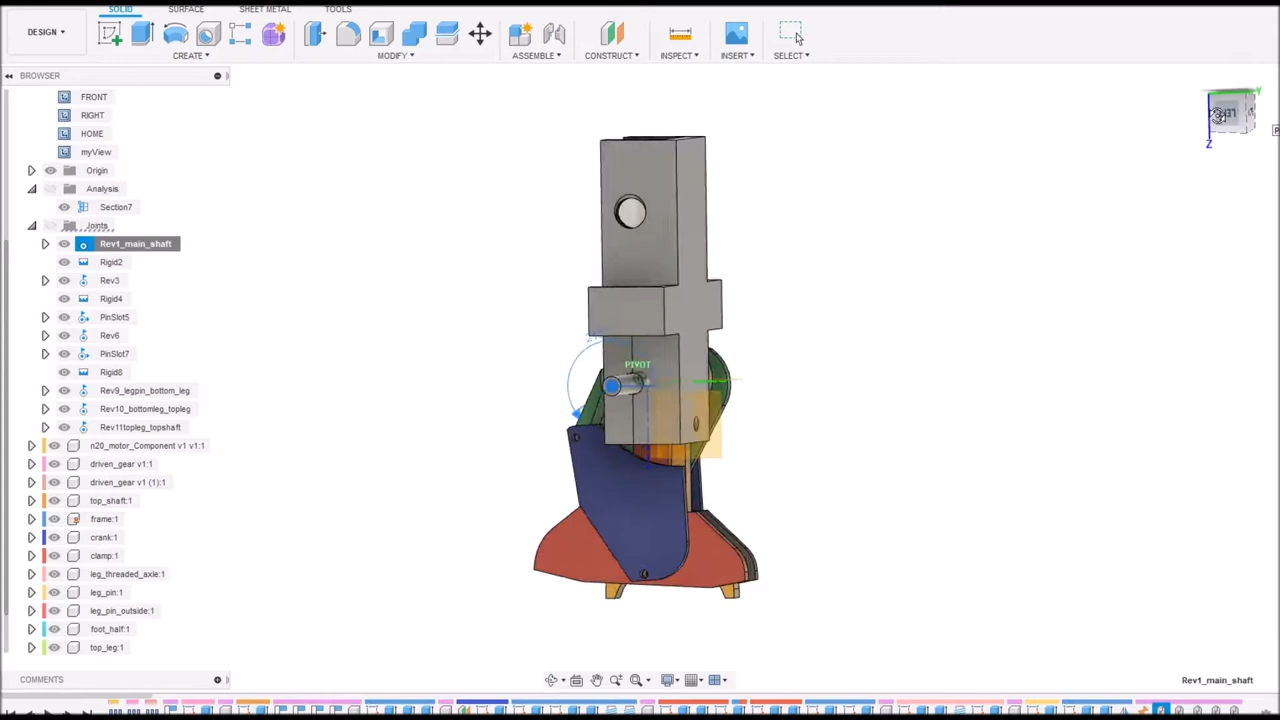 SOLID SURFACE SHEET METAL TOOLS
DESIGN
CREATE MODIFY ASSEMBLE CONSTRUCT INSPECT INSERT SELECT
BROWSER
FRONT
RIGHT
HOME
myView
Origin
Analysis
Section7
Joints
Rev1_main_shaft
Rigid2
Rev3
Rigid4
PinSlot5
Rev6
PinSlot7
Rigid8
Rev9_legpin_bottom_leg
Rev10_bottomleg_topleg
Rev11topleg_topshaft
n20_motor_Component v1 v1:1
driven_gear v1:1
driven_gear v1 (1):1
top_shaft:1
frame:1
crank:1
clamp:1
leg_threaded_axle:1
leg_pin:1
leg_pin_outside:1
foot_half:1
top_leg:1
COMMENTS
PIVOT
LEFT
Y
Z
Rev1_main_shaft